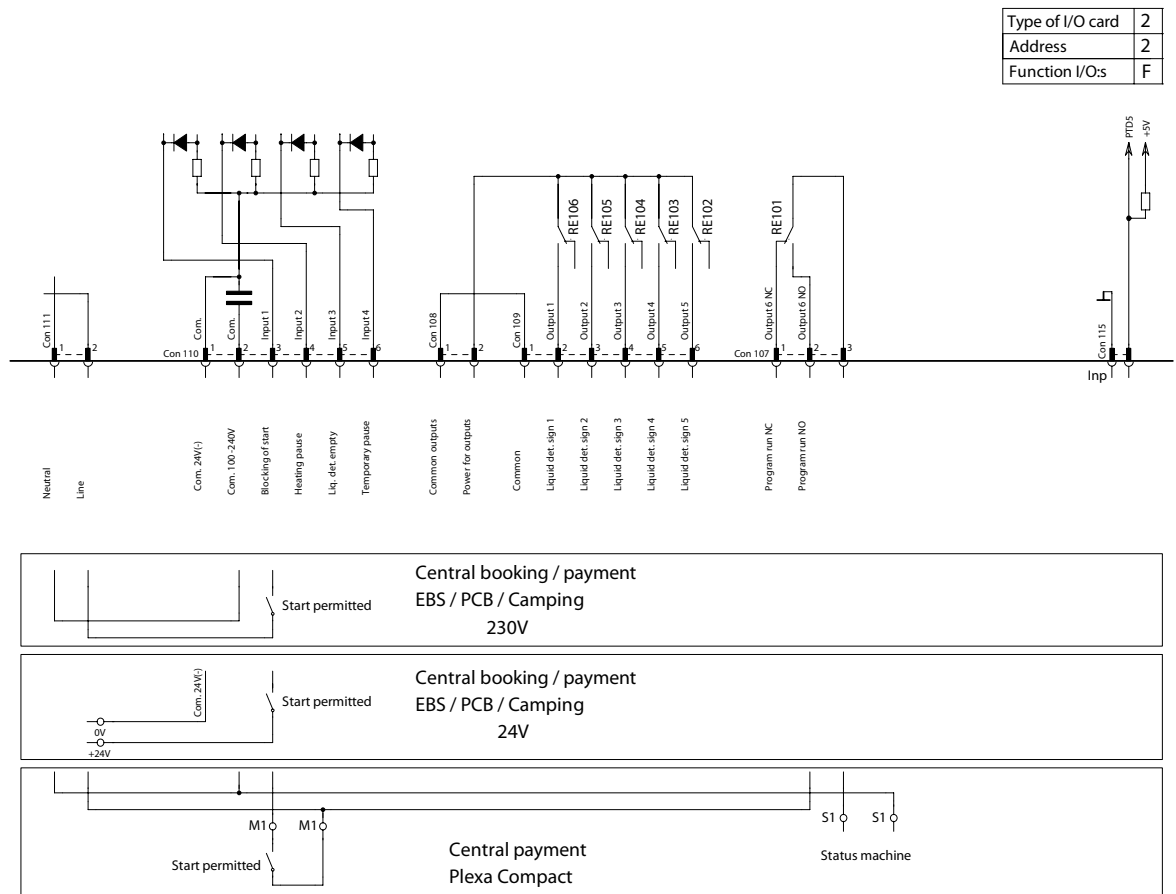 Type of I/O card 2
Address 2
Function I/O:s F
PTD5
+5V
RE106
RE105
RE104
RE103
RE102
RE101
Con 111
Com.
Com.
Input 1
Input 2
Input 3
Input 4
Con 108
Con 109
Output 1
Output 2
Output 3
Output 4
Output 5
Output 6 NC
Output 6 NO
Con 115
1 2
Con 110 1 2 3 4 5 6
1 2
1 2 3 4 5 6
Con 107 1 2 3
Inp
Neutral
Line
Com. 24V(-)
Com. 100 -240V
Blocking of start
Heating pause
Liq. det. empty
Temporary pause
Common outputs
Power for outputs
Common
Liquid det. sign 1
Liquid det. sign 2
Liquid det. sign 3
Liquid det. sign 4
Liquid det. sign 5
Program run NC
Program run NO
Central booking / payment
EBS / PCB / Camping
230V
Start permitted
Central booking / payment
EBS / PCB / Camping
24V
Com. 24V(-)
Start permitted
0V
+24V
M1 M1
S1 S1
Start permitted
Central payment
Plexa Compact
Status machine